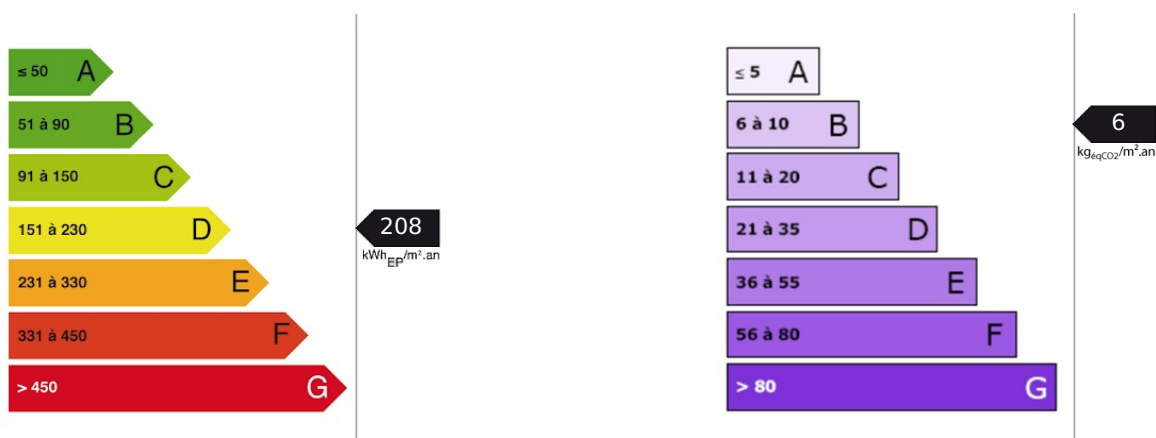 ≤ 50 A
51 à 90 B
91 à 150 C
151 à 230 D
231 à 330 E
331 à 450 F
> 450 G
208
kWhEP/m².an
≤ 5 A
6 à 10 B
11 à 20 C
21 à 35 D
36 à 55 E
56 à 80 F
> 80 G
6
kgéqCO2/m².an